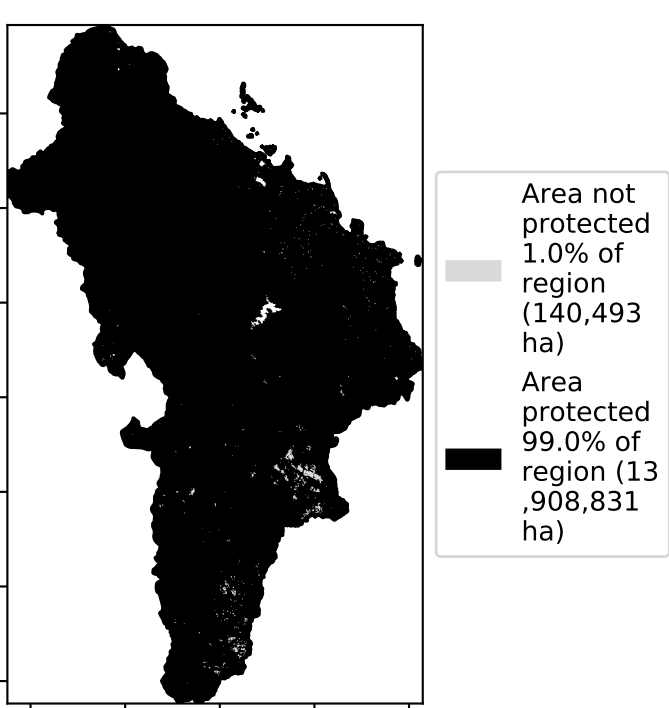 Area not
protected
1.0% of
region
(140,493
ha)
Area
protected
99.0% of
region (13
,908,831
ha)